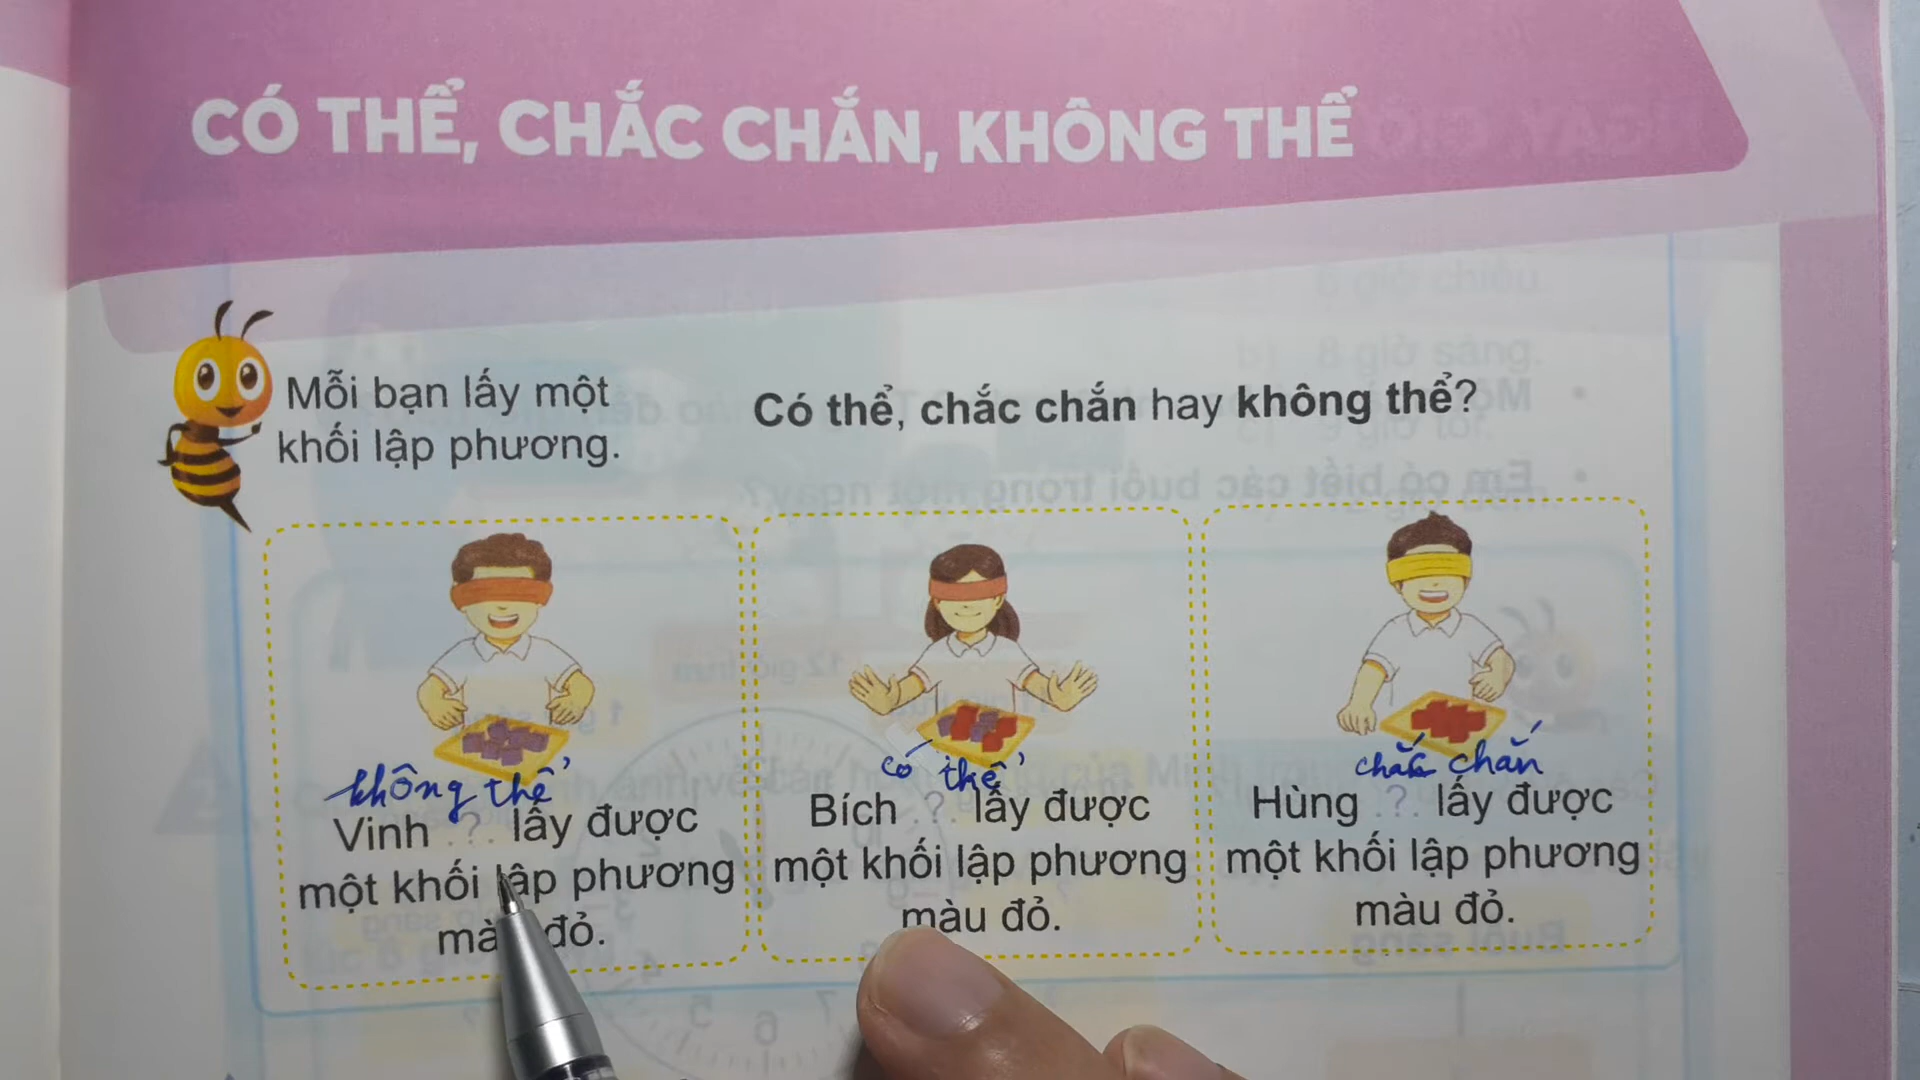 CÓ THỂ, CHẮC CHẮN, KHÔNG THỂ
Mỗi bạn lấy một
khối lập phương.
Có thể, chắc chắn hay không thể?
không thể
Vinh .?. lấy được
một khối lập phương
mà đỏ.
có thể
Bích .?. lấy được
một khối lập phương
màu đỏ.
chắc chắn
Hùng .?. lấy được
một khối lập phương
màu đỏ.